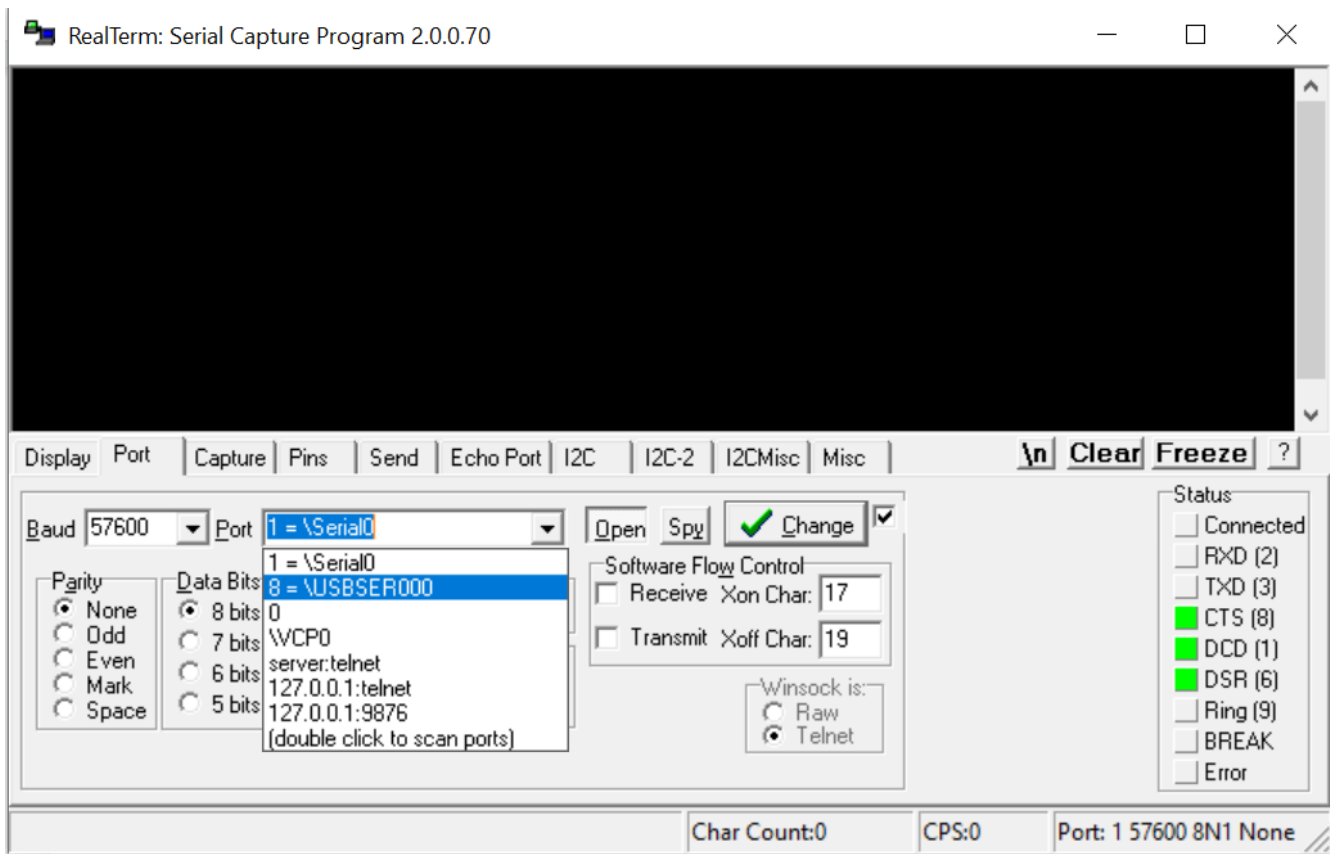 RealTerm: Serial Capture Program 2.0.0.70
Display Port Capture Pins Send Echo Port I2C I2C-2 I2CMisc Misc \n Clear Freeze ?
Baud 57600 Port 1 = \Serial0 Open Spy Change
1 = \Serial0
8 = \USBSER000
0
\VCP0
server:telnet
127.0.0.1:telnet
127.0.0.1:9876
(double click to scan ports)
Parity
None
Odd
Even
Mark
Space
Data Bits
8 bits
7 bits
6 bits
5 bits
Software Flow Control
Receive Xon Char: 17
Transmit Xoff Char: 19
Winsock is:
Raw
Telnet
Status
Connected
RXD (2)
TXD (3)
CTS (8)
DCD (1)
DSR (6)
Ring (9)
BREAK
Error
Char Count:0 CPS:0 Port: 1 57600 8N1 None